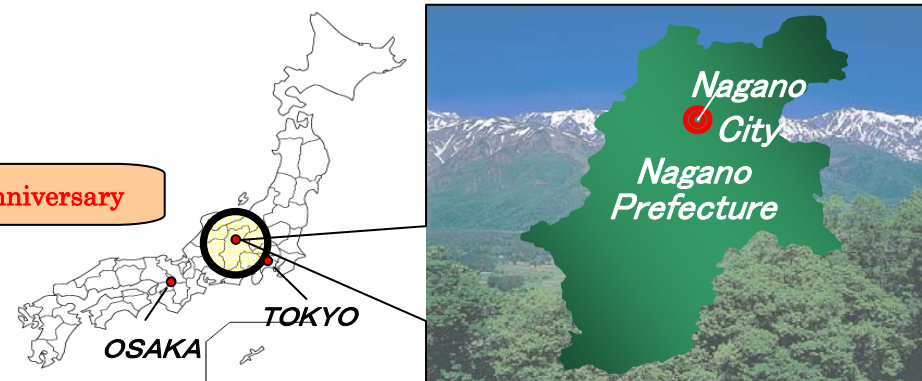 nniversary
OSAKA
TOKYO
Nagano
City
Nagano
Prefecture